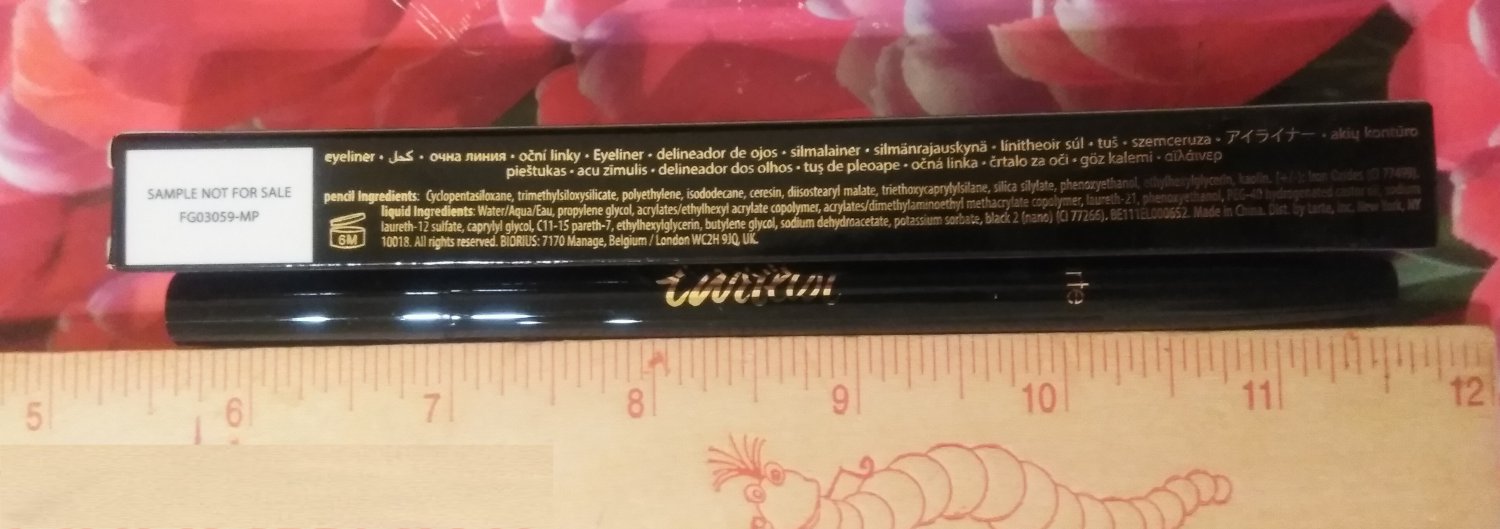 SAMPLE NOT FOR SALE
FG03059-MP
eyeliner • كحل • очна линия • oční linky • Eyeliner • delineador de ojos • silmalainer • silmänrajauskynä • línitheoir súl • tuš • szemceruza • アイライナー • akių kontūro
pieštukas • acu zīmulis • delineador dos olhos • tuș de pleoape • očná linka • črtalo za oči • göz kalemi • αϊλάινερ
pencil Ingredients: Cyclopentasiloxane, trimethylsiloxysilicate, polyethylene, isododecane, ceresin, diisostearyl malate, triethoxycaprylylsilane, silica silylate, phenoxyethanol, ethylhexylglycerin, kaolin. [+/-]: Iron Oxides (CI 77499).
liquid Ingredients: Water/Aqua/Eau, propylene glycol, acrylates/ethylhexyl acrylate copolymer, acrylates/dimethylaminoethyl methacrylate copolymer, laureth-21, phenoxyethanol, PEG-40 hydrogenated castor oil, sodium
laureth-12 sulfate, caprylyl glycol, C11-15 pareth-7, ethylhexylglycerin, butylene glycol, sodium dehydroacetate, potassium sorbate, black 2 (nano) (CI 77266). BE111EL0006S2. Made in China. Dist. by tarte, inc. New York, NY
10018. All rights reserved. BIORIUS: 7170 Manage, Belgium / London WC2H 9JQ, UK.
6M
rte
5 6 7 8 9 10 11 12